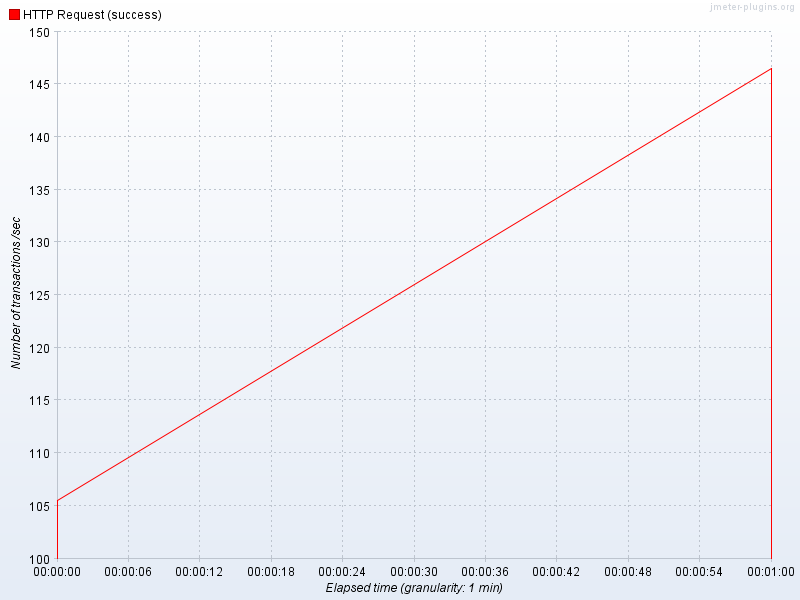 jmeter-plugins.org
HTTP Request (success)
150
145
140
135
130
125
120
115
110
105
100
Number of transactions /sec
00:00:00 00:00:06 00:00:12 00:00:18 00:00:24 00:00:30 00:00:36 00:00:42 00:00:48 00:00:54 00:01:00
Elapsed time (granularity: 1 min)